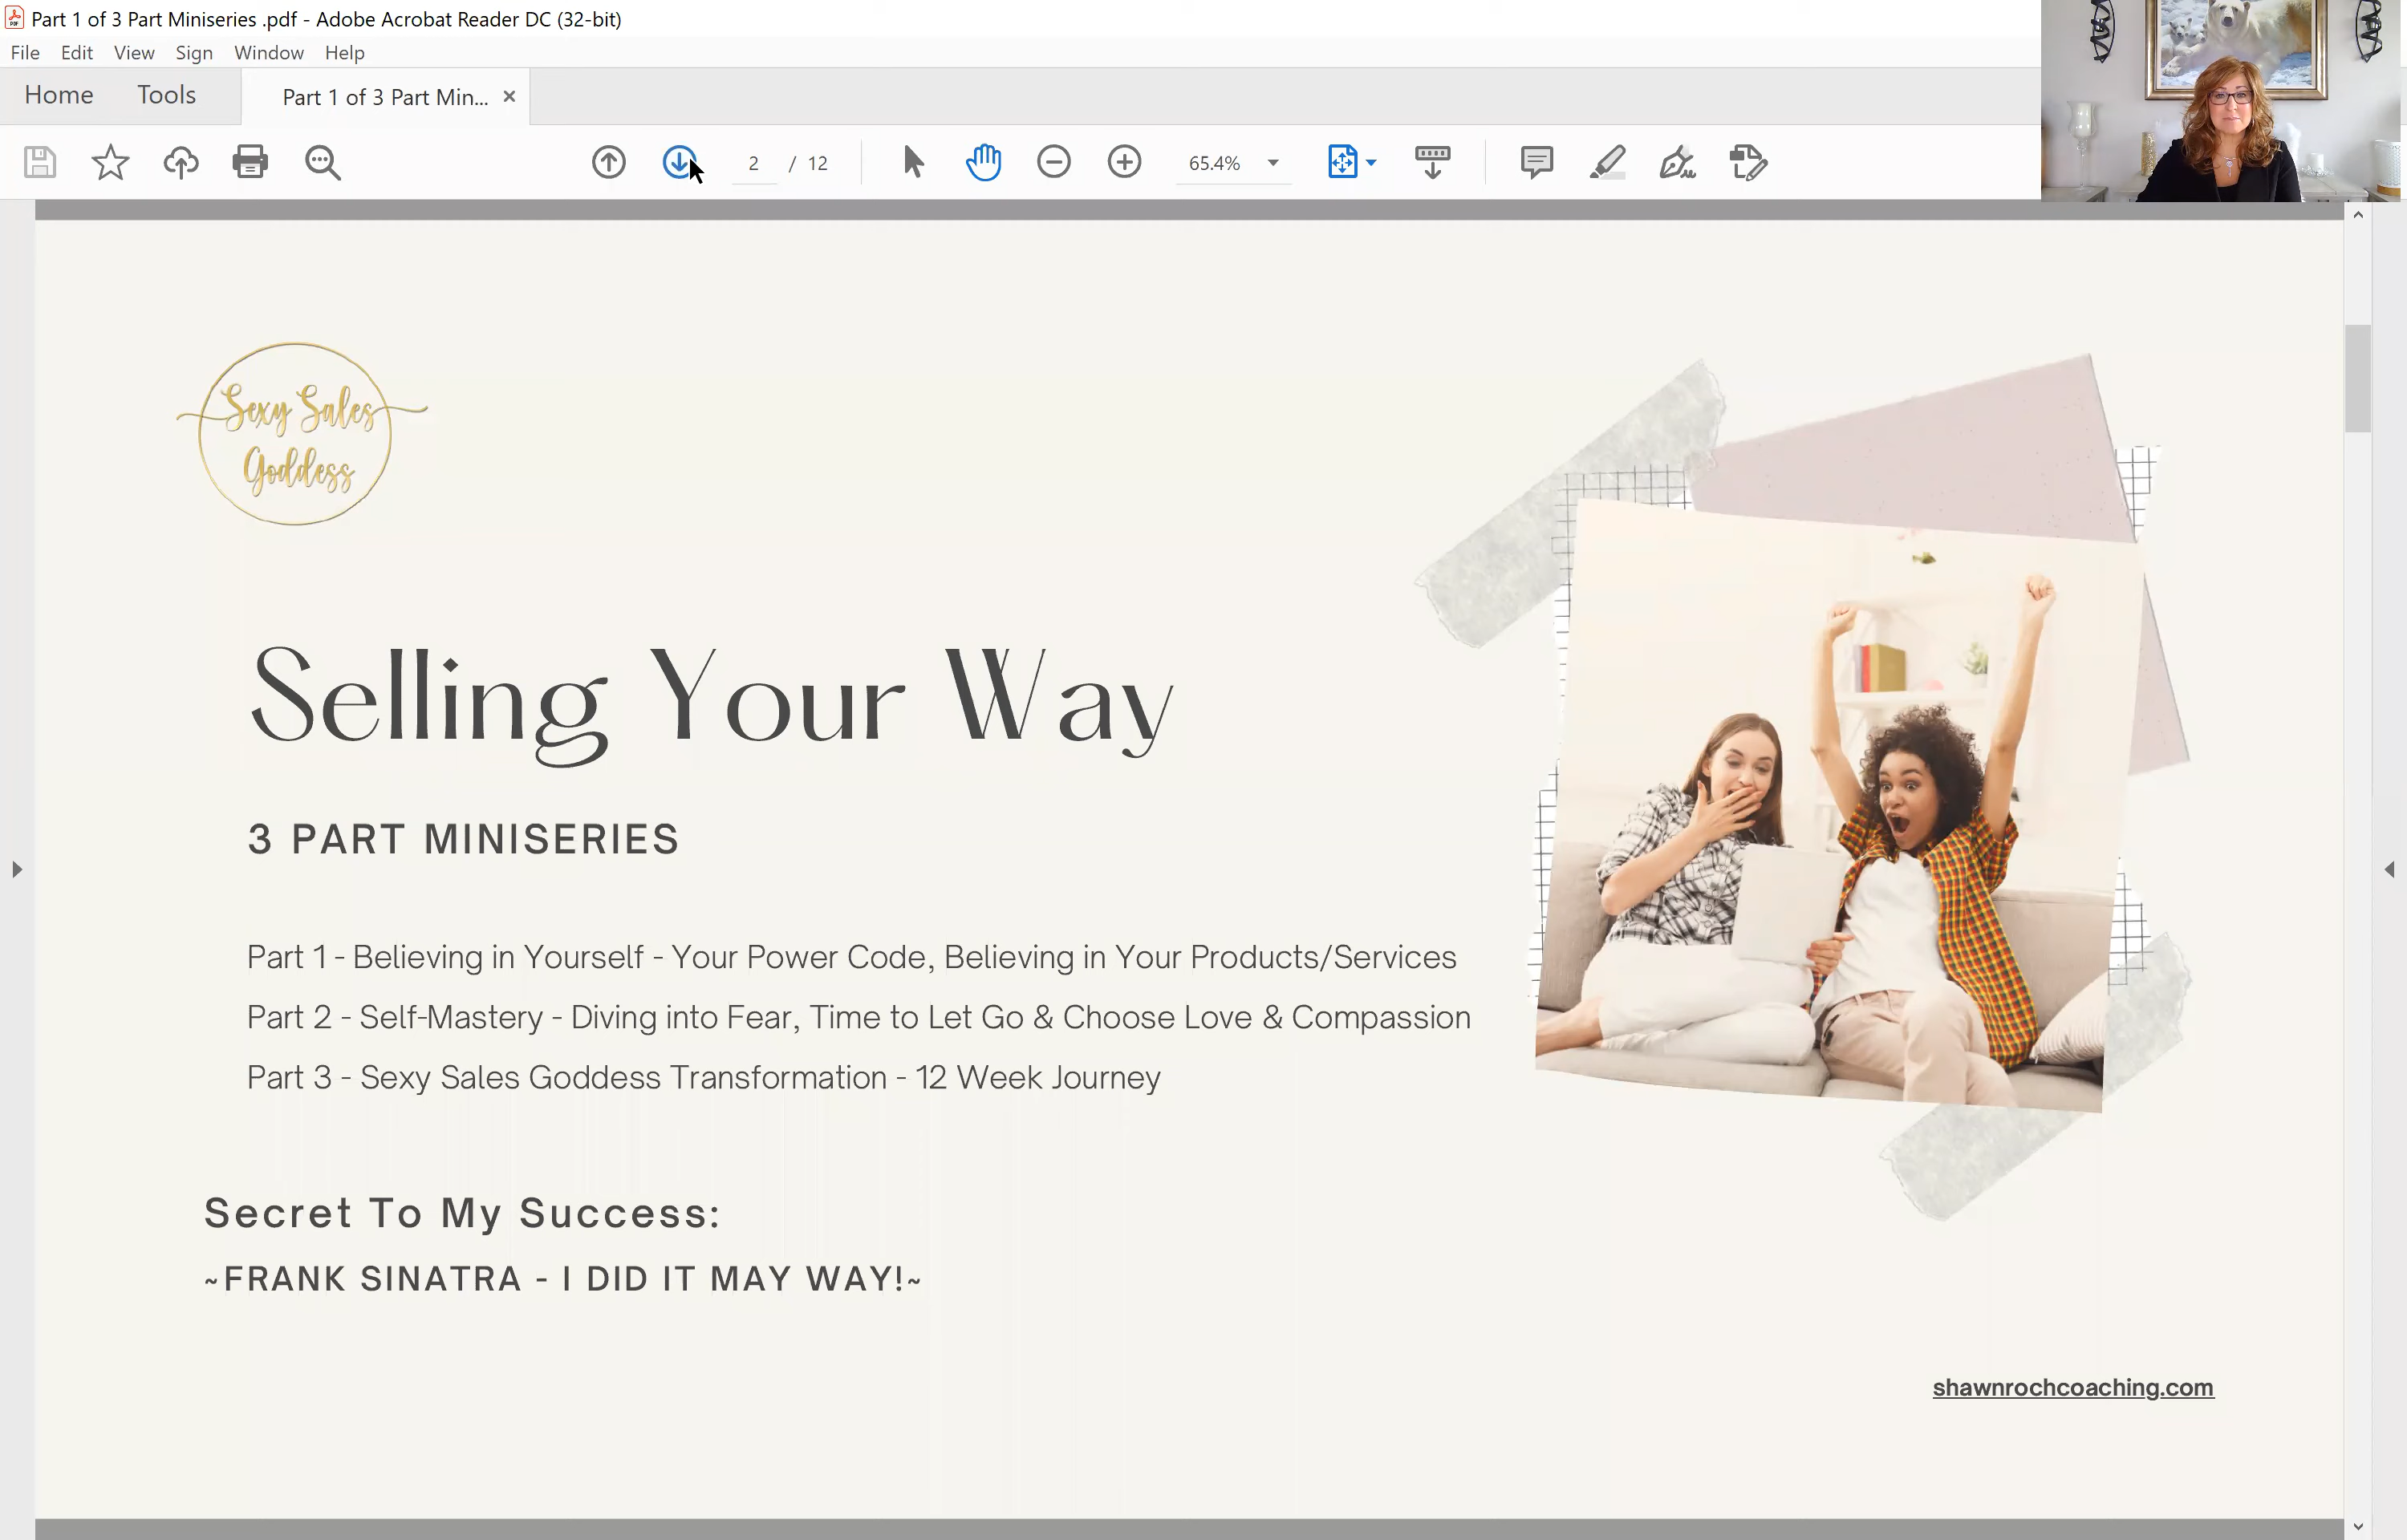 Part 1 of 3 Part Miniseries .pdf - Adobe Acrobat Reader DC (32-bit)
File Edit View Sign Window Help
Home Tools Part 1 of 3 Part Min... ×
2 / 12 65.4%
Sexy Sales
Goddess
Selling Your Way
3 PART MINISERIES
Part 1 - Believing in Yourself - Your Power Code, Believing in Your Products/Services
Part 2 - Self-Mastery - Diving into Fear, Time to Let Go & Choose Love & Compassion
Part 3 - Sexy Sales Goddess Transformation - 12 Week Journey
Secret To My Success:
~FRANK SINATRA - I DID IT MAY WAY!~
shawnrochcoaching.com